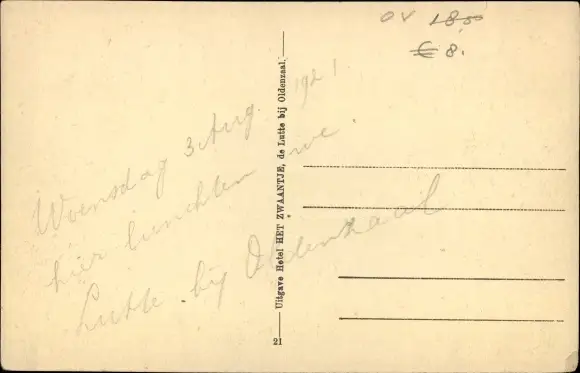 OV 18,50
€ 8.
Woensdag 3 Aug. 1921
hier lunchten we.
Lutte bij Oldenzaal
Uitgave Hotel HET ZWAANTJE, de Lutte bij Oldenzaal.
21